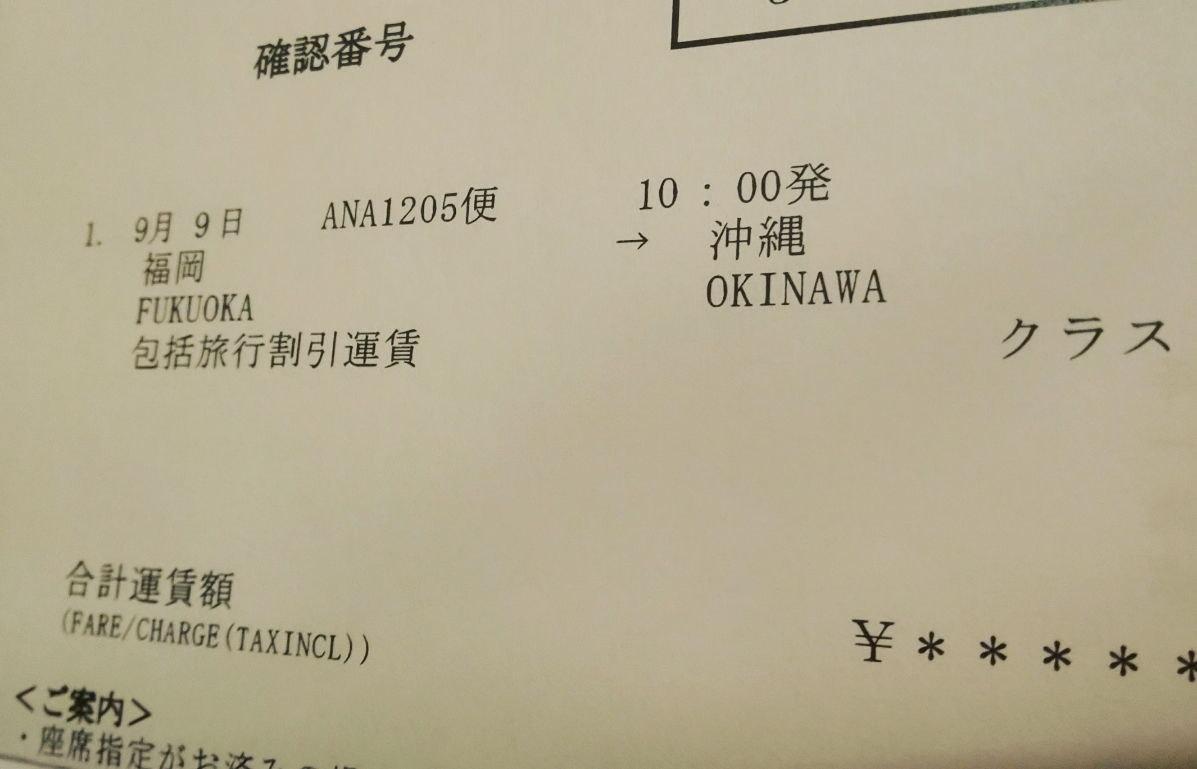 確認番号
1. 9月 9日 ANA1205便 10:00発
福岡 → 沖縄
FUKUOKA OKINAWA
包括旅行割引運賃 クラス
合計運賃額
(FARE/CHARGE(TAXINCL)) ¥*****
<ご案内>
・座席指定がお済みの